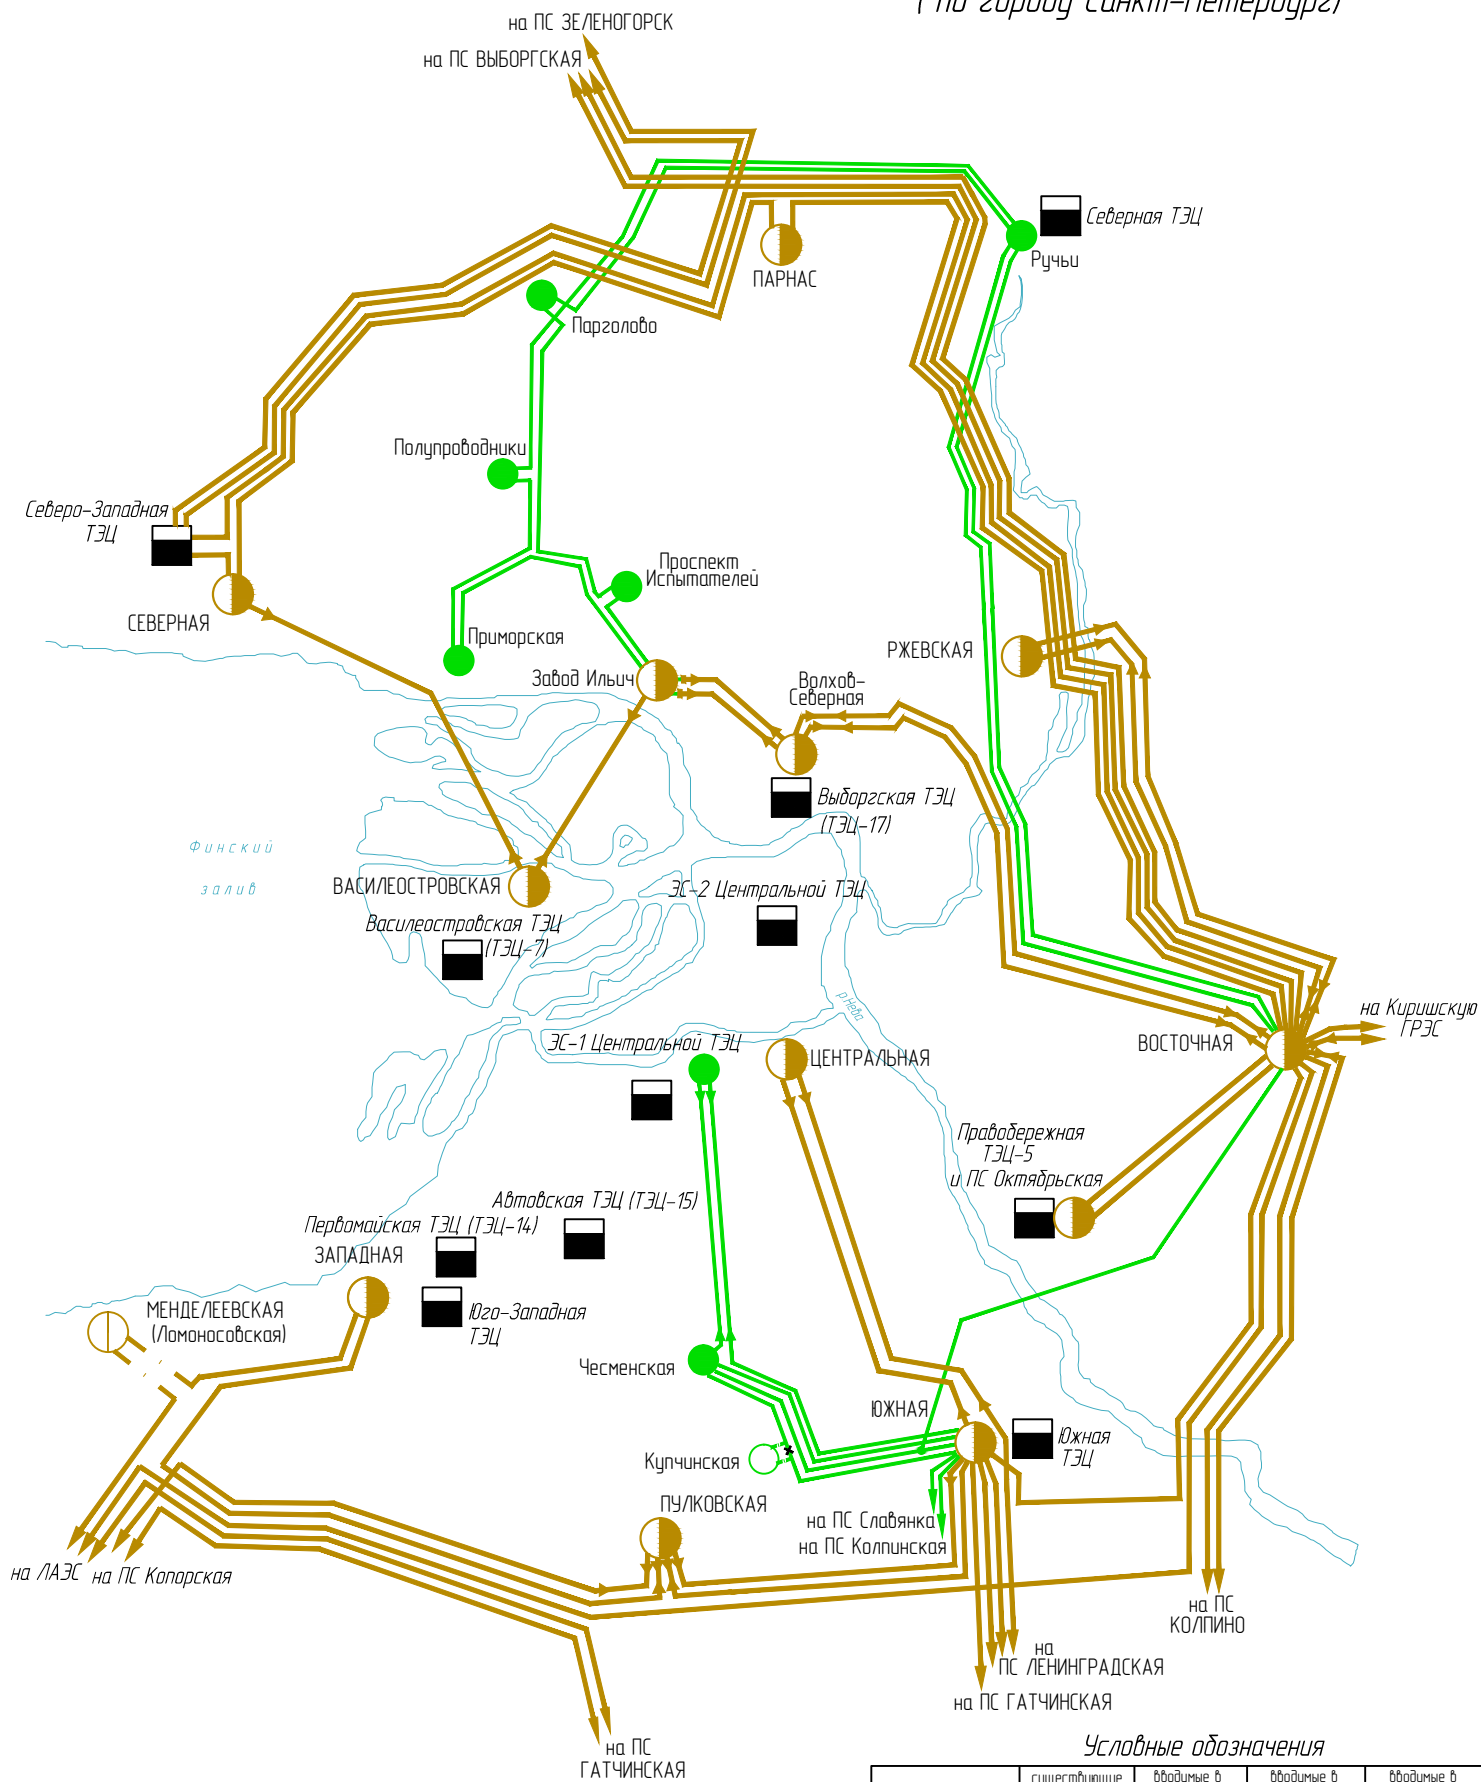 ( по городу Санкт-Петербург)
на ПС ЗЕЛЕНОГОРСК
на ПС ВЫБОРГСКАЯ
Северная ТЭЦ
Ручьи
ПАРНАС
Парголово
Полупроводники
Северо-Западная
ТЭЦ
СЕВЕРНАЯ
Проспект
Испытателей
Приморская
Завод Ильич
РЖЕВСКАЯ
Волхов-
Северная
Выборгская ТЭЦ
(ТЭЦ-17)
Финский
залив
ВАСИЛЕОСТРОВСКАЯ
Василеостровская ТЭЦ
(ТЭЦ-7)
ЭС-2 Центральной ТЭЦ
р.Нева
на Киришскую
ГРЭС
ВОСТОЧНАЯ
ЭС-1 Центральной ТЭЦ
ЦЕНТРАЛЬНАЯ
Правобережная
ТЭЦ-5
и ПС Октябрьская
Автовская ТЭЦ (ТЭЦ-15)
Первомайская ТЭЦ (ТЭЦ-14)
ЗАПАДНАЯ
МЕНДЕЛЕЕВСКАЯ
(Ломоносовская)
Юго-Западная
ТЭЦ
Чесменская
ЮЖНАЯ
Южная
ТЭЦ
Купчинская
ПУЛКОВСКАЯ
на ПС Славянка
на ПС Колпинская
на ЛАЭС
на ПС Копорская
на ПС
КОЛПИНО
на
ПС ЛЕНИНГРАДСКАЯ
на ПС ГАТЧИНСКАЯ
на ПС
ГАТЧИНСКАЯ
Условные обозначения
существующие
вводимые в
вводимые в
вводимые в